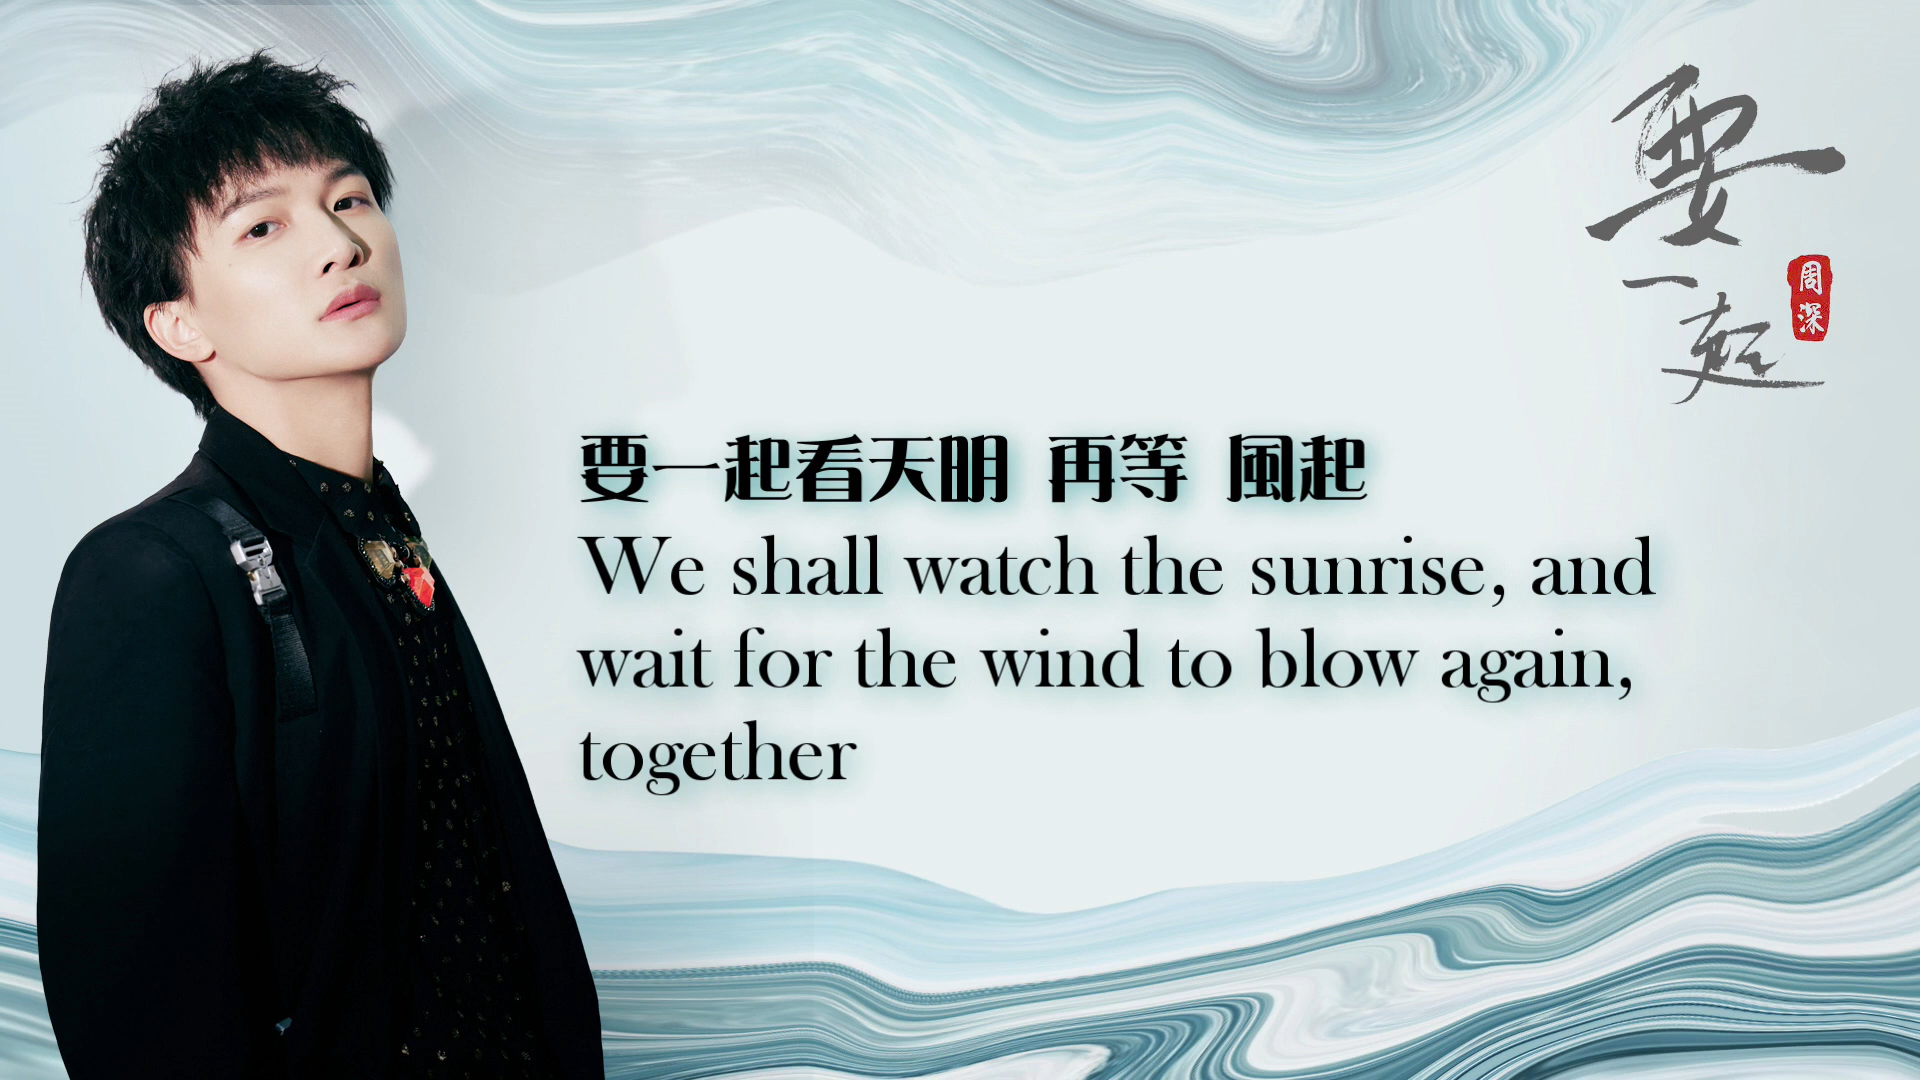 要一起
周深
要一起看天明 再等 風起
We shall watch the sunrise, and
wait for the wind to blow again,
together